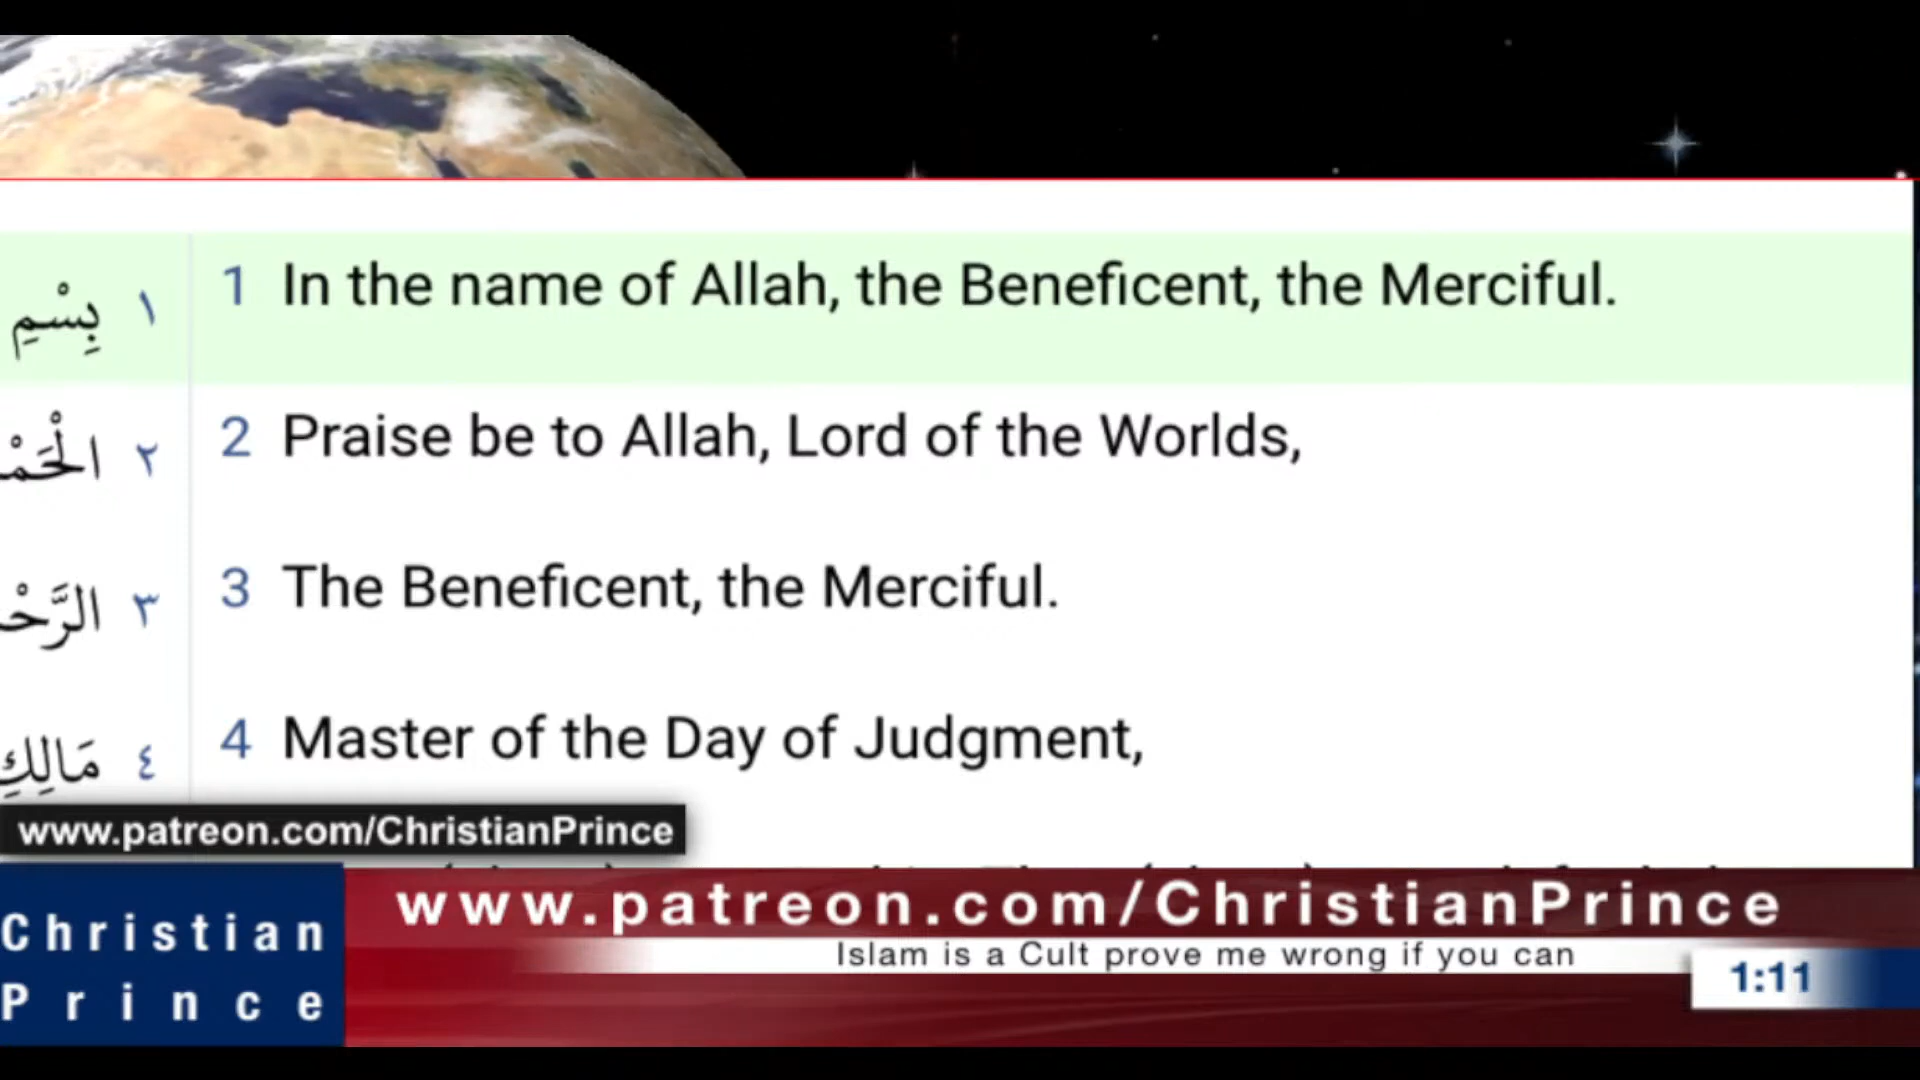 ١ بِسْمِ
1 In the name of Allah, the Beneficent, the Merciful.
٢
2 Praise be to Allah, Lord of the Worlds,
٣
3 The Beneficent, the Merciful.
٤ مَالِكِ
4 Master of the Day of Judgment,
www.patreon.com/ChristianPrince
Christian
Prince
www.patreon.com/ChristianPrince
Islam is a Cult prove me wrong if you can
1:11